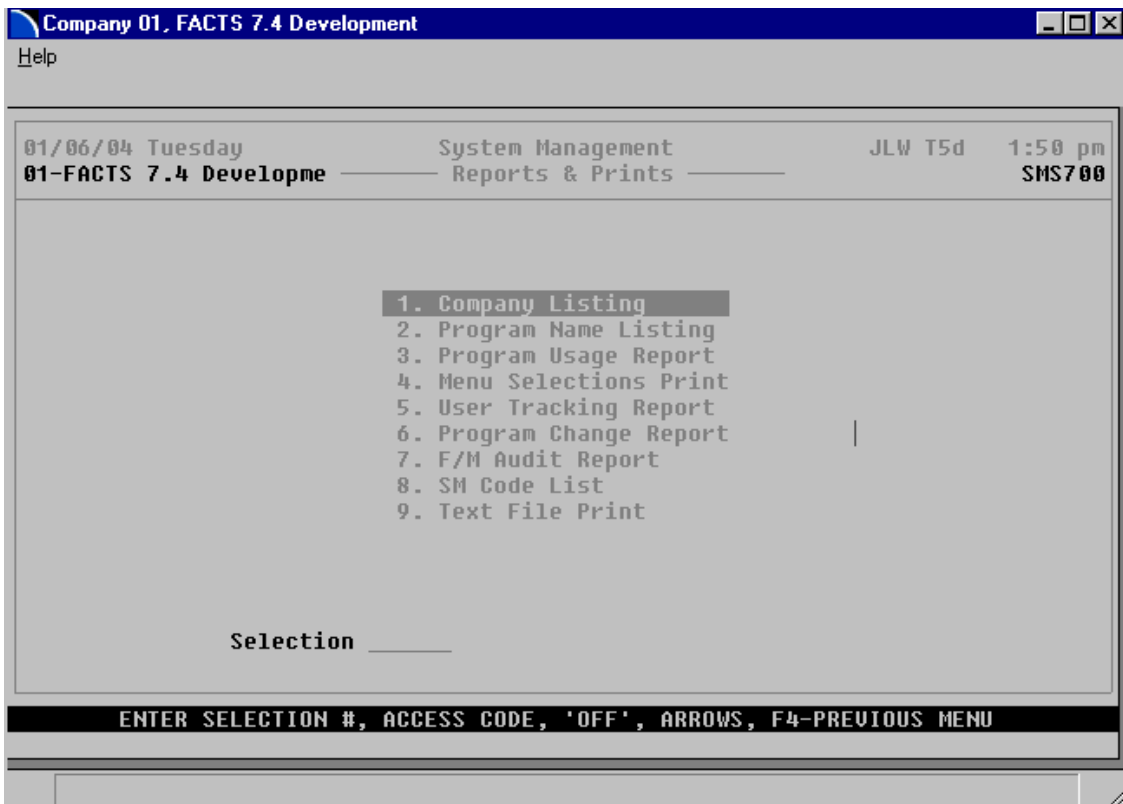 Company 01, FACTS 7.4 Development
Help
01/06/04 Tuesday System Management JLW T5d 1:50 pm
01-FACTS 7.4 Developme Reports & Prints SMS700
1. Company Listing
2. Program Name Listing
3. Program Usage Report
4. Menu Selections Print
5. User Tracking Report
6. Program Change Report
7. F/M Audit Report
8. SM Code List
9. Text File Print
Selection ______
ENTER SELECTION #, ACCESS CODE, 'OFF', ARROWS, F4-PREVIOUS MENU